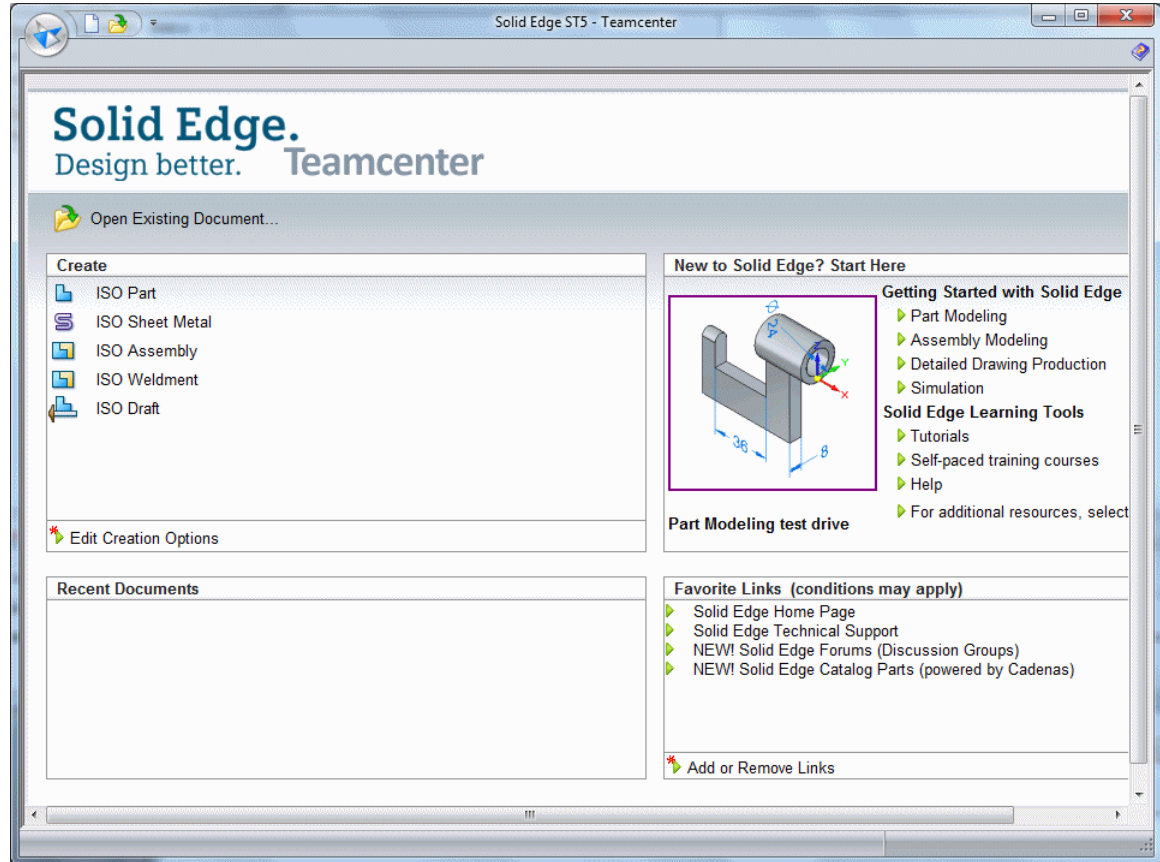 Solid Edge ST5 - Teamcenter
Solid Edge.
Design better. Teamcenter
Open Existing Document...
Create
ISO Part
ISO Sheet Metal
ISO Assembly
ISO Weldment
ISO Draft
Edit Creation Options
New to Solid Edge? Start Here
24
Z
Y
X
36
8
Part Modeling test drive
Getting Started with Solid Edge
Part Modeling
Assembly Modeling
Detailed Drawing Production
Simulation
Solid Edge Learning Tools
Tutorials
Self-paced training courses
Help
For additional resources, select
Recent Documents
Favorite Links (conditions may apply)
Solid Edge Home Page
Solid Edge Technical Support
NEW! Solid Edge Forums (Discussion Groups)
NEW! Solid Edge Catalog Parts (powered by Cadenas)
Add or Remove Links